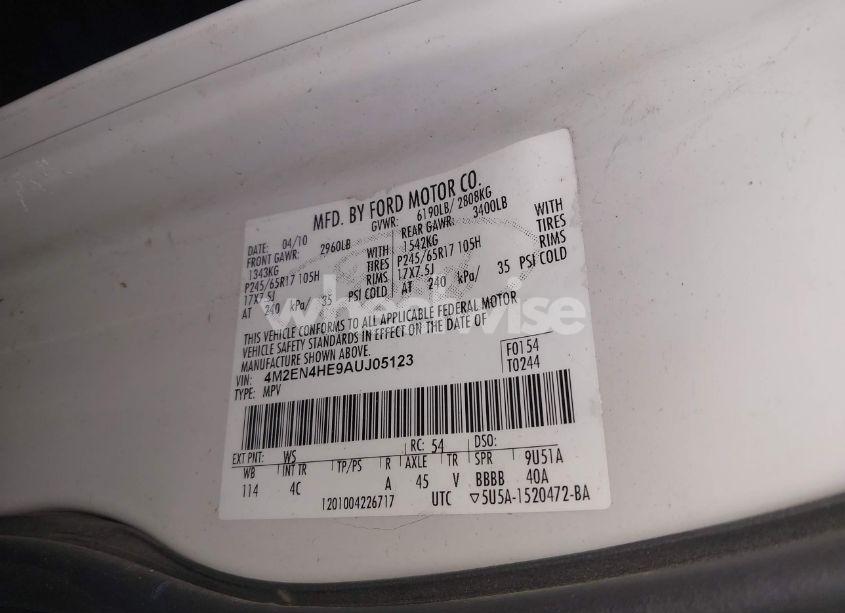 MFD. BY FORD MOTOR CO.
DATE: 04/10 GVWR: 6190LB/ 2808KG
FRONT GAWR: 2960LB REAR GAWR: 3400LB
1343KG WITH 1542KG WITH
P245/65R17 105H TIRES P245/65R17 105H TIRES
17X7.5J RIMS 17X7.5J RIMS
AT 240 kPa/ 35 PSI COLD AT 240 kPa/ 35 PSI COLD
THIS VEHICLE CONFORMS TO ALL APPLICABLE FEDERAL MOTOR
VEHICLE SAFETY STANDARDS IN EFFECT ON THE DATE OF
MANUFACTURE SHOWN ABOVE.
VIN: 4M2EN4HE9AUJ05123 F0154
TYPE: MPV T0244
EXT PNT: WS RC: 54 DSO:
WB INT TR TP/PS R AXLE TR SPR 9U51A
114 4C A 45 V BBBB 40A
1201004226717 UTC ▽5U5A-1520472-BA
wheelwise